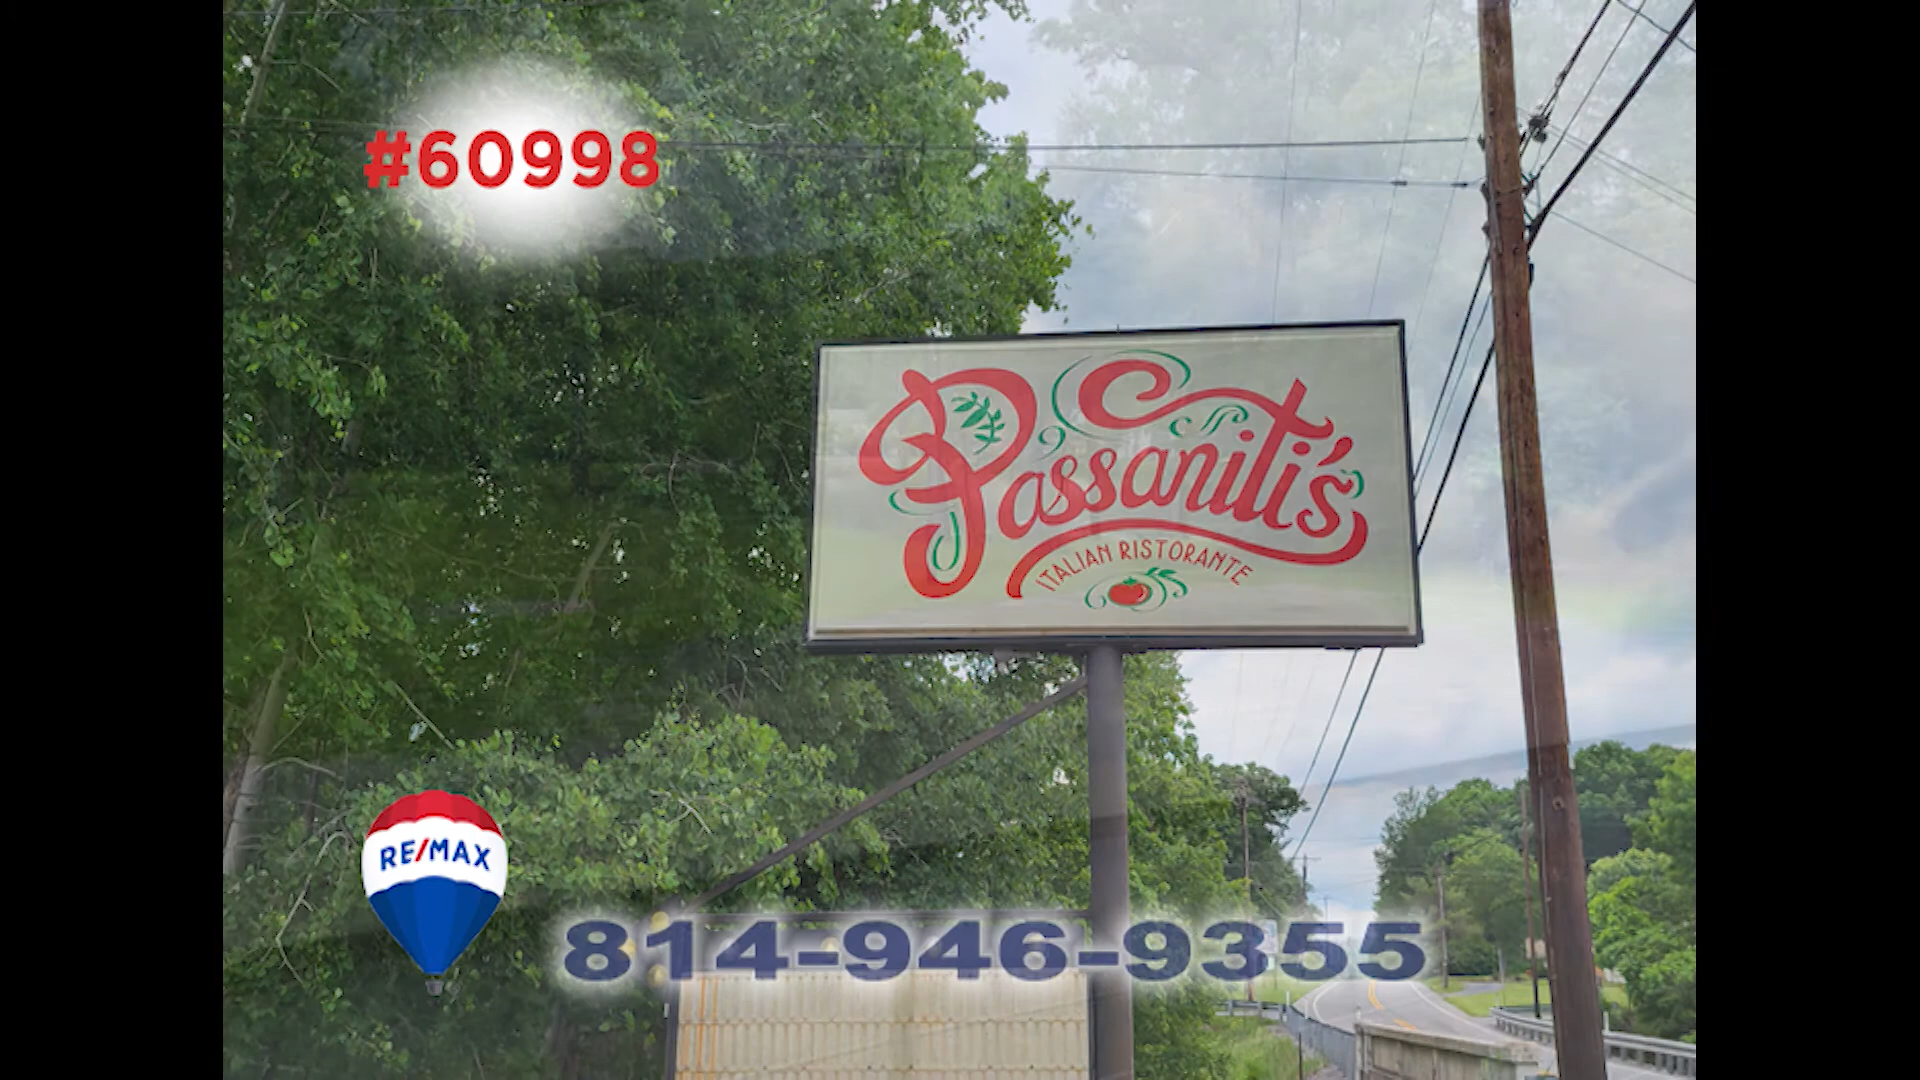 #60998
Passaniti's
ITALIAN RISTORANTE
RE/MAX
814-946-9355